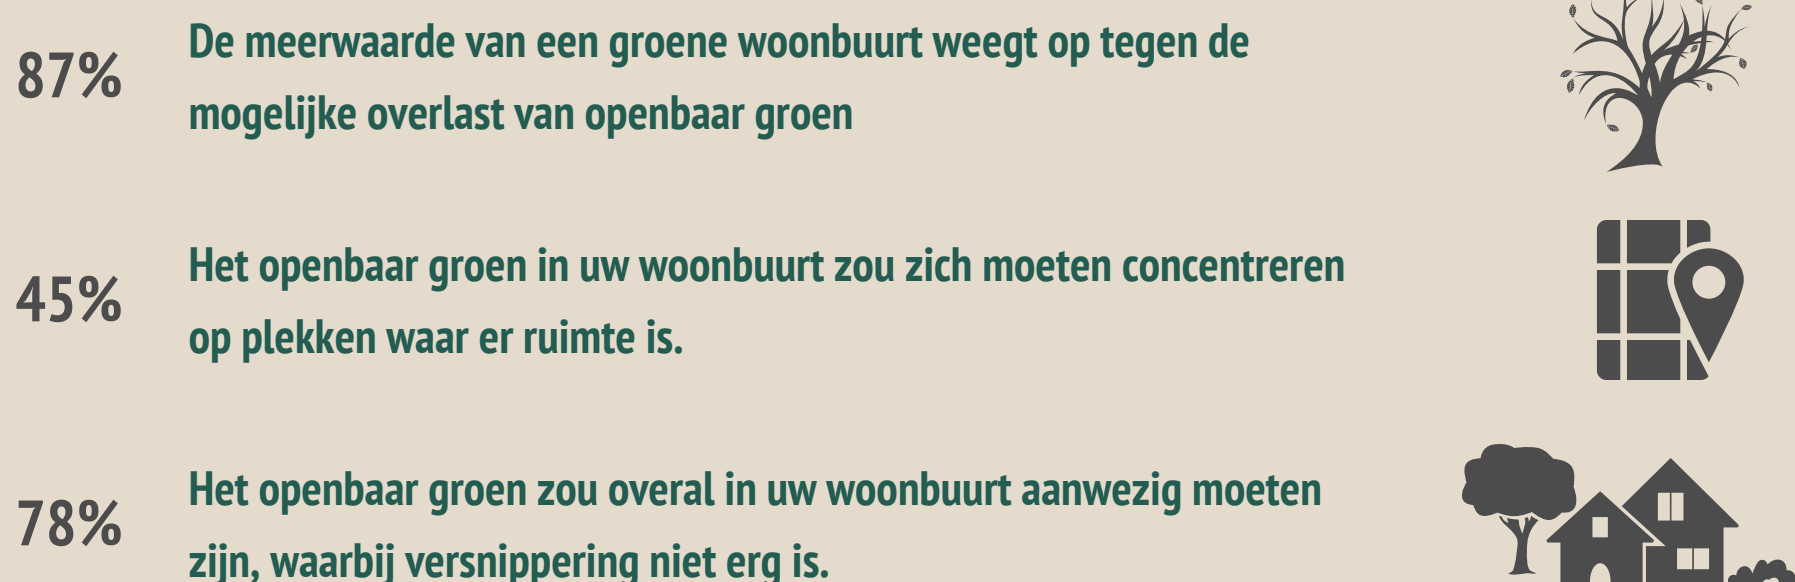 87%
De meerwaarde van een groene woonbuurt weegt op tegen de
mogelijke overlast van openbaar groen
45%
Het openbaar groen in uw woonbuurt zou zich moeten concentreren
op plekken waar er ruimte is.
78%
Het openbaar groen zou overal in uw woonbuurt aanwezig moeten
zijn, waarbij versnippering niet erg is.